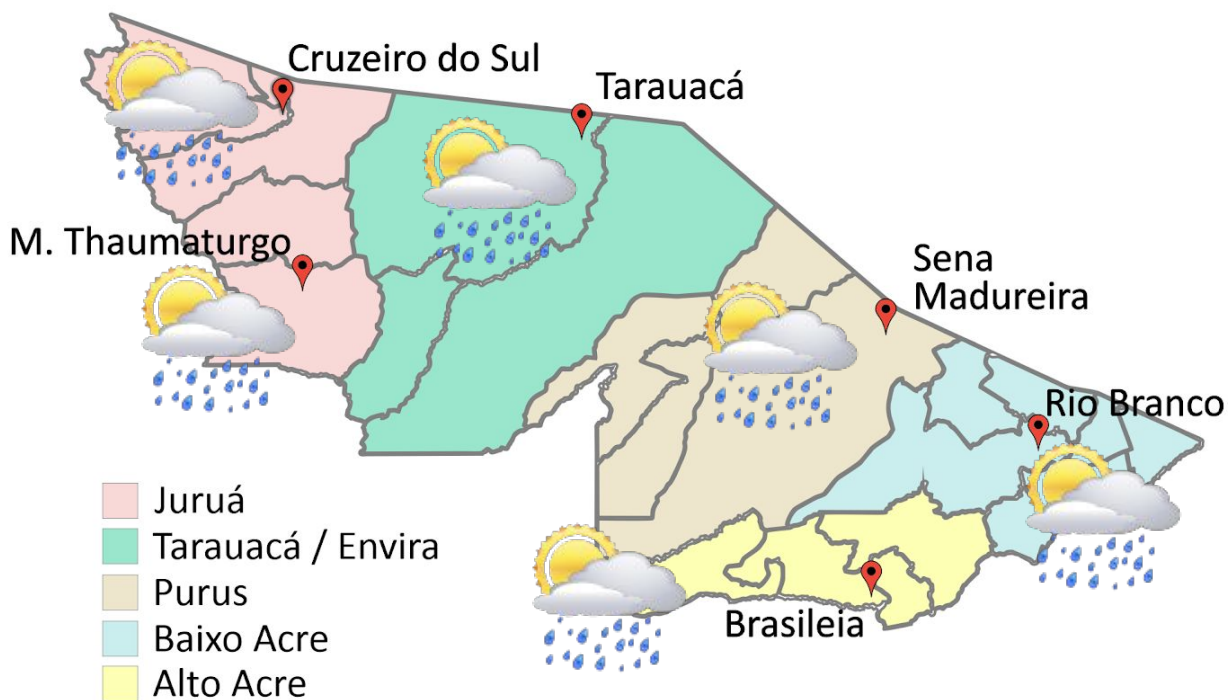 Cruzeiro do Sul
Tarauacá
M. Thaumaturgo
Sena
Madureira
Rio Branco
Brasileia
Juruá
Tarauacá / Envira
Purus
Baixo Acre
Alto Acre